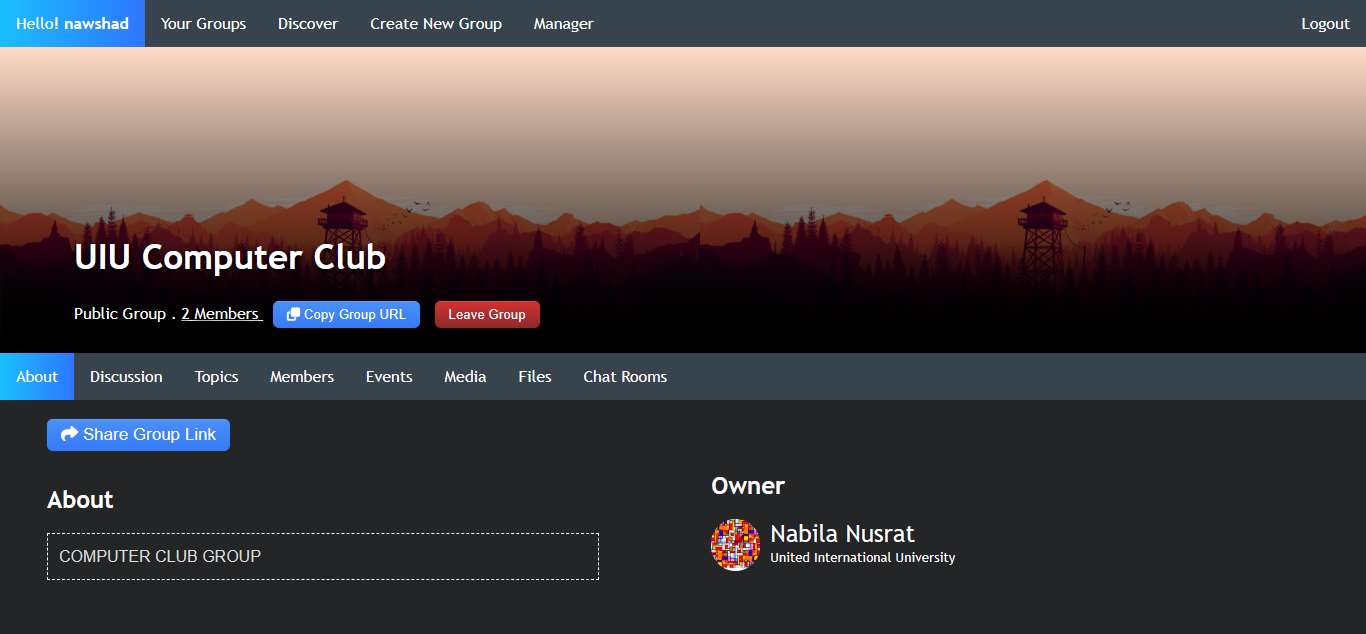 Hello! nawshad Your Groups Discover Create New Group Manager Logout
UIU Computer Club
Public Group . 2 Members Copy Group URL Leave Group
About Discussion Topics Members Events Media Files Chat Rooms
Share Group Link
About
COMPUTER CLUB GROUP
Owner
Nabila Nusrat
United International University